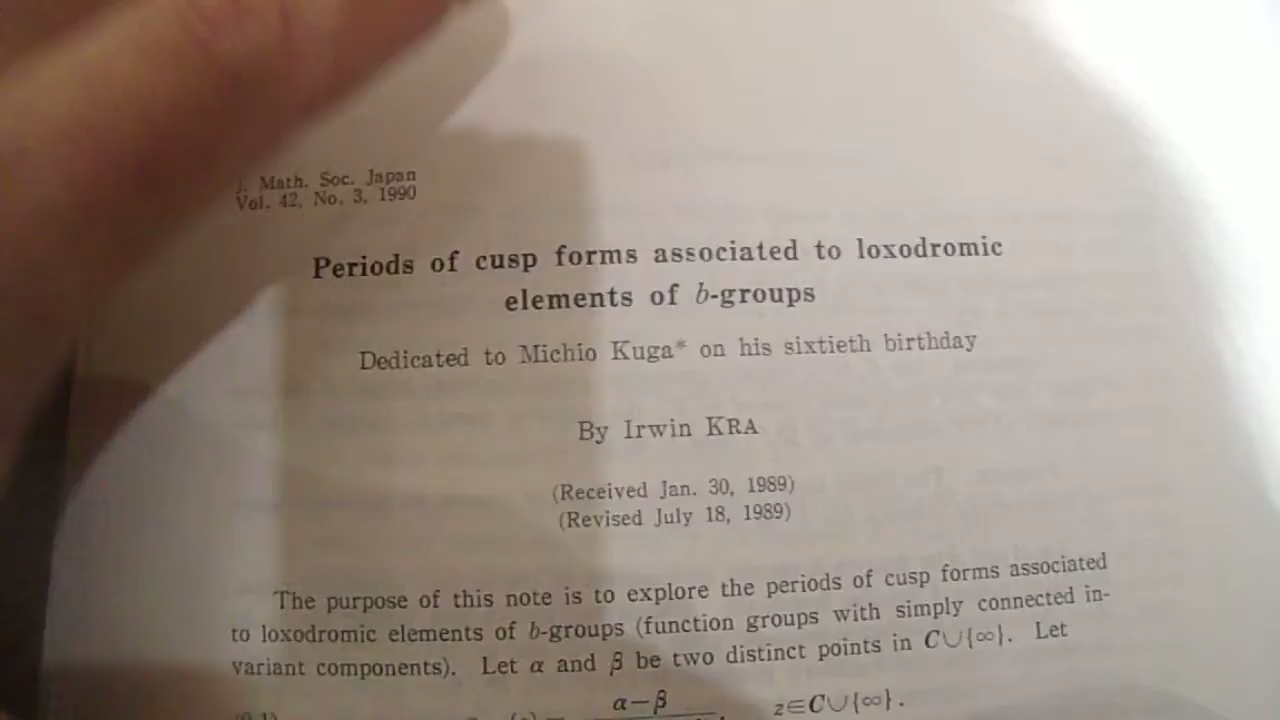 J. Math. Soc. Japan
Vol. 42, No. 3, 1990
Periods of cusp forms associated to loxodromic
elements of b-groups
Dedicated to Michio Kuga* on his sixtieth birthday
By Irwin KRA
(Received Jan. 30, 1989)
(Revised July 18, 1989)
The purpose of this note is to explore the periods of cusp forms associated
to loxodromic elements of b-groups (function groups with simply connected in-
variant components). Let α and β be two distinct points in C∪{∞}. Let
α−β
z∈C∪{∞}.